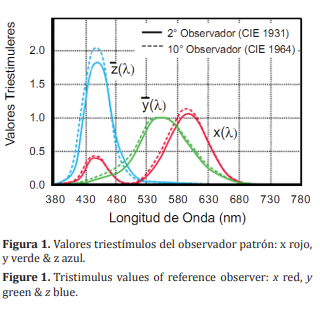 Valores Triestimuleres
2.0
1.5
1.0
0.5
0.0
2° Observador (CIE 1931)
10° Observador (CIE 1964)
z̅(λ)
y̅(λ)
x(λ)
380 430 480 530 580 630 680 730 780
Longitud de Onda (nm)
Figura 1. Valores triestímulos del observador patrón: x rojo,
y verde & z azul.
Figure 1. Tristimulus values of reference observer: x red, y
green & z blue.